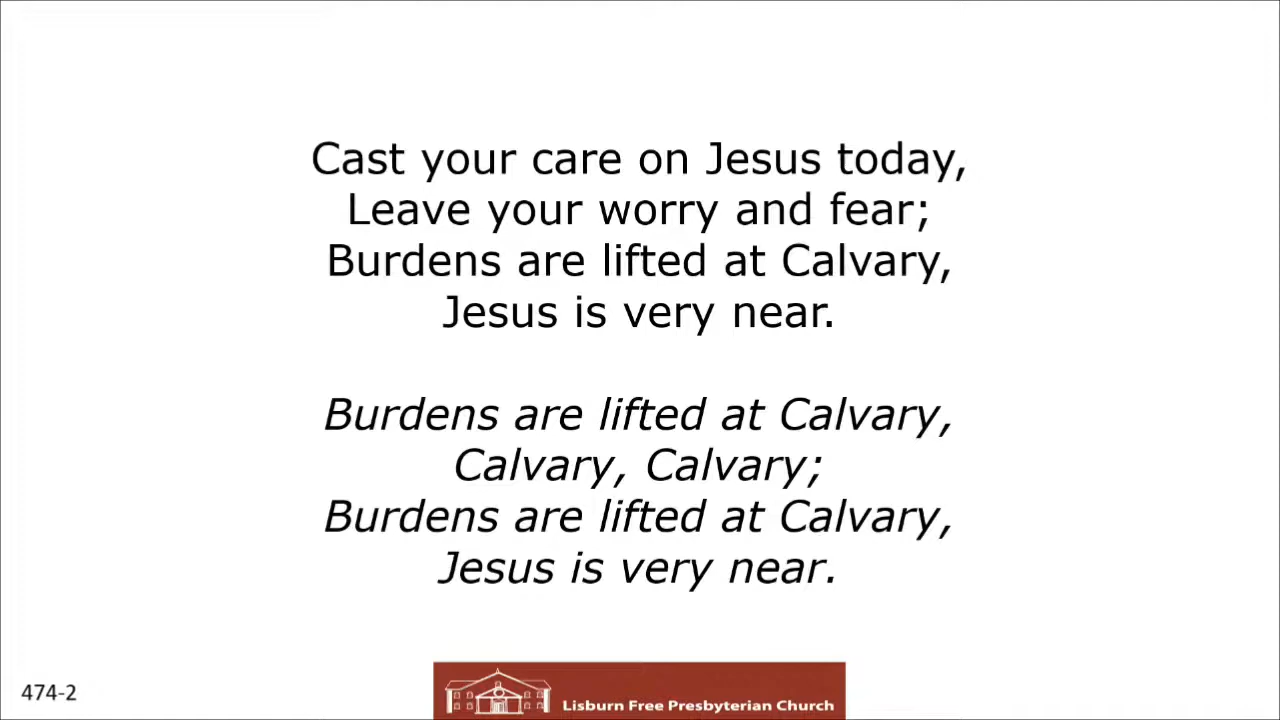 Cast your care on Jesus today,
Leave your worry and fear;
Burdens are lifted at Calvary,
Jesus is very near.
Burdens are lifted at Calvary,
Calvary, Calvary;
Burdens are lifted at Calvary,
Jesus is very near.
474-2
Lisburn Free Presbyterian Church